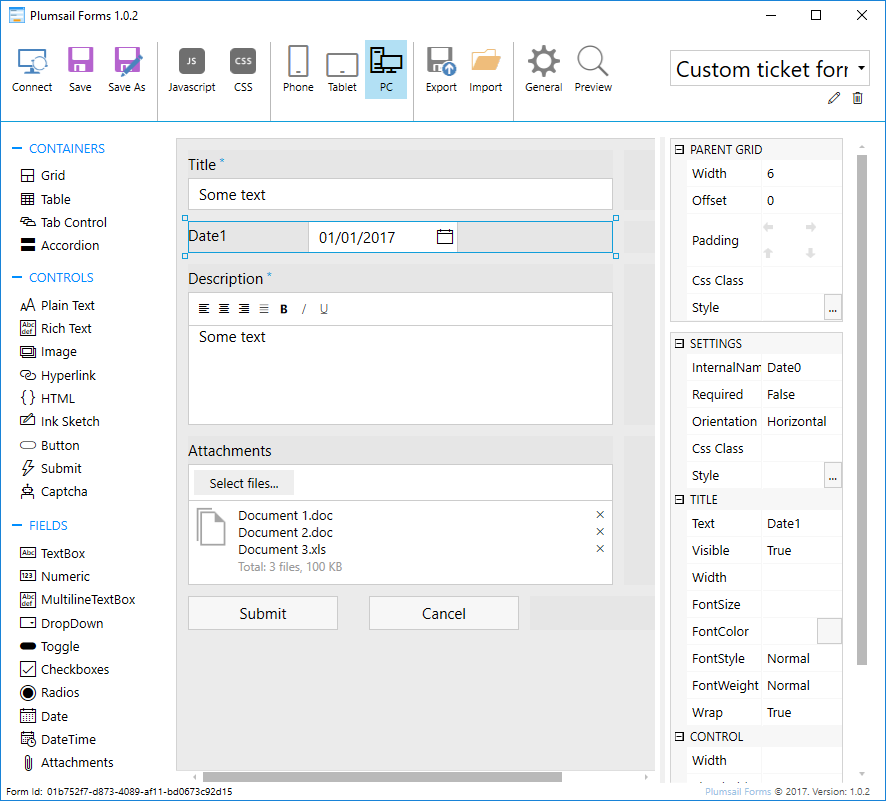 Plumsail Forms 1.0.2
Connect Save Save As JS Javascript CSS CSS Phone Tablet PC Export Import General Preview
Custom ticket forr
CONTAINERS
Grid
Table
Tab Control
Accordion
CONTROLS
Plain Text
Rich Text
Image
Hyperlink
HTML
Ink Sketch
Button
Submit
Captcha
FIELDS
TextBox
Numeric
MultilineTextBox
DropDown
Toggle
Checkboxes
Radios
Date
DateTime
Attachments
Title *
Some text
Date1 01/01/2017
Description *
B I U
Some text
Attachments
Select files...
Document 1.doc
Document 2.doc
Document 3.xls
Total: 3 files, 100 KB
Submit Cancel
PARENT GRID
Width 6
Offset 0
Padding
Css Class
Style ...
SETTINGS
InternalNam Date0
Required False
Orientation Horizontal
Css Class
Style ...
TITLE
Text Date1
Visible True
Width
FontSize
FontColor
FontStyle Normal
FontWeight Normal
Wrap True
CONTROL
Width
Form Id: 01b752f7-d873-4089-af11-bd0673c92d15
Plumsail Forms © 2017. Version: 1.0.2